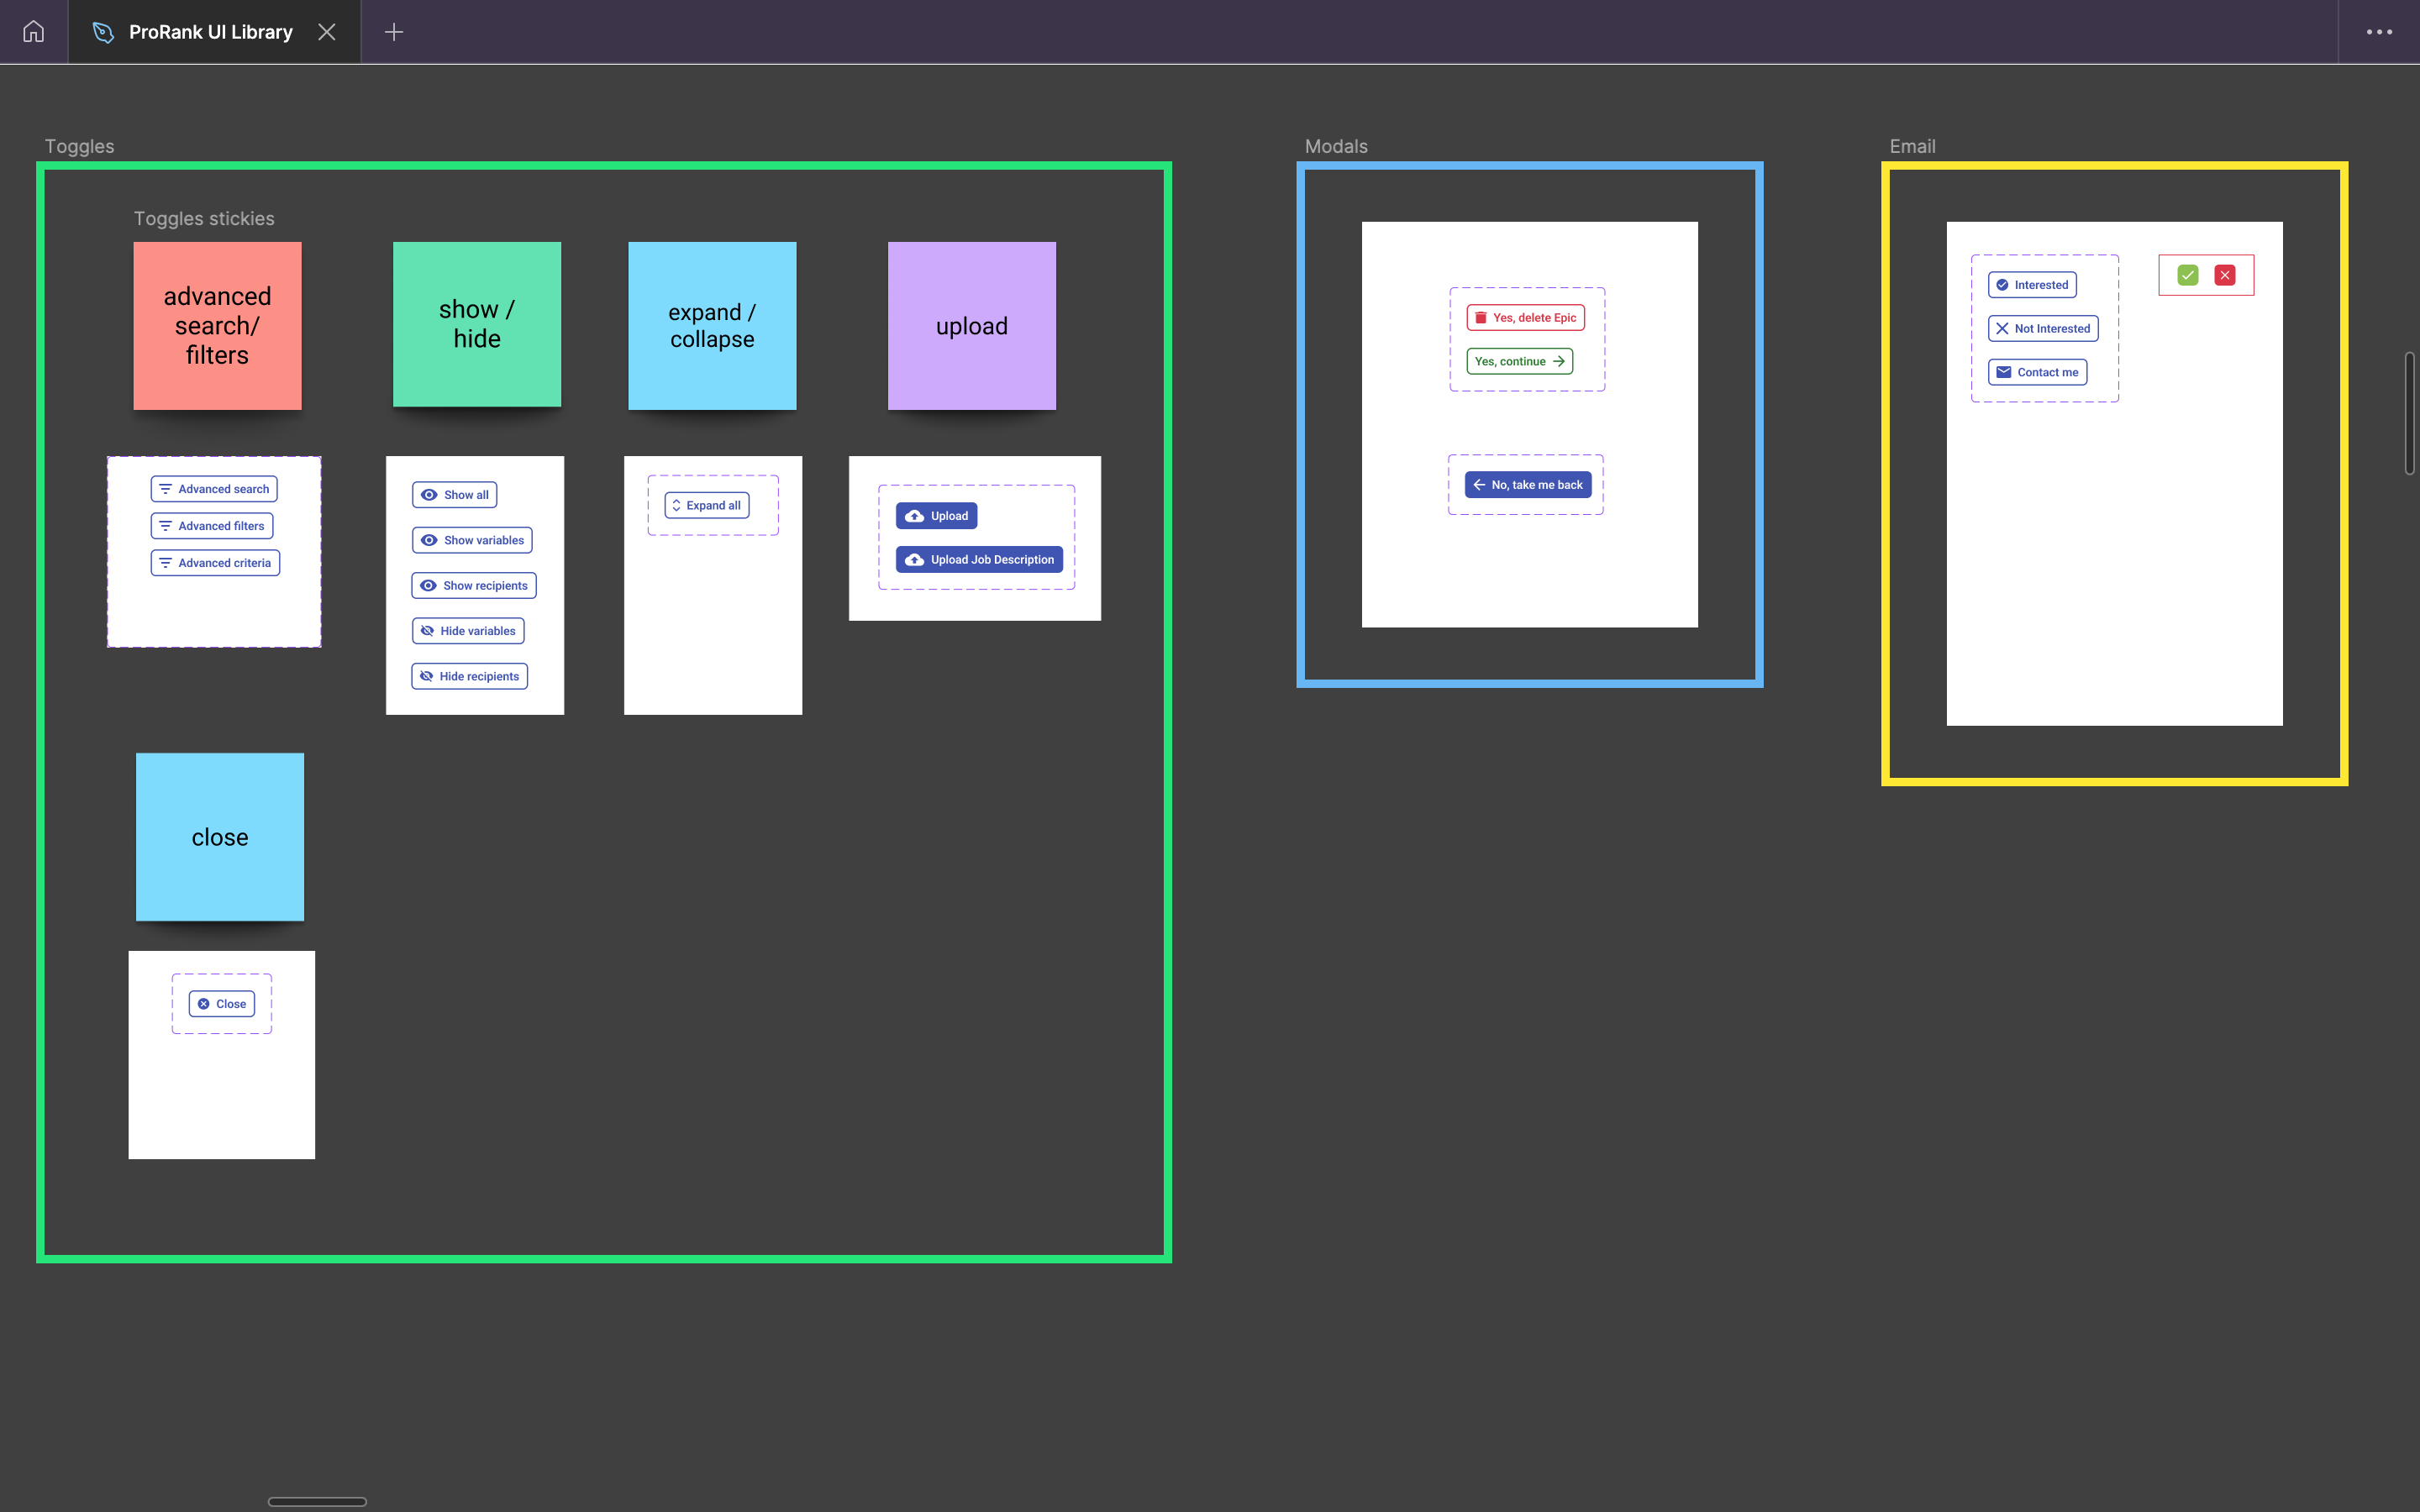 ProRank UI Library
Toggles
Toggles stickies
advanced
search/
filters
show /
hide
expand /
collapse
upload
Advanced search
Advanced filters
Advanced criteria
Show all
Show variables
Show recipients
Hide variables
Hide recipients
Expand all
Upload
Upload Job Description
close
Close
Modals
Yes, delete Epic
Yes, continue
No, take me back
Email
Interested
Not Interested
Contact me